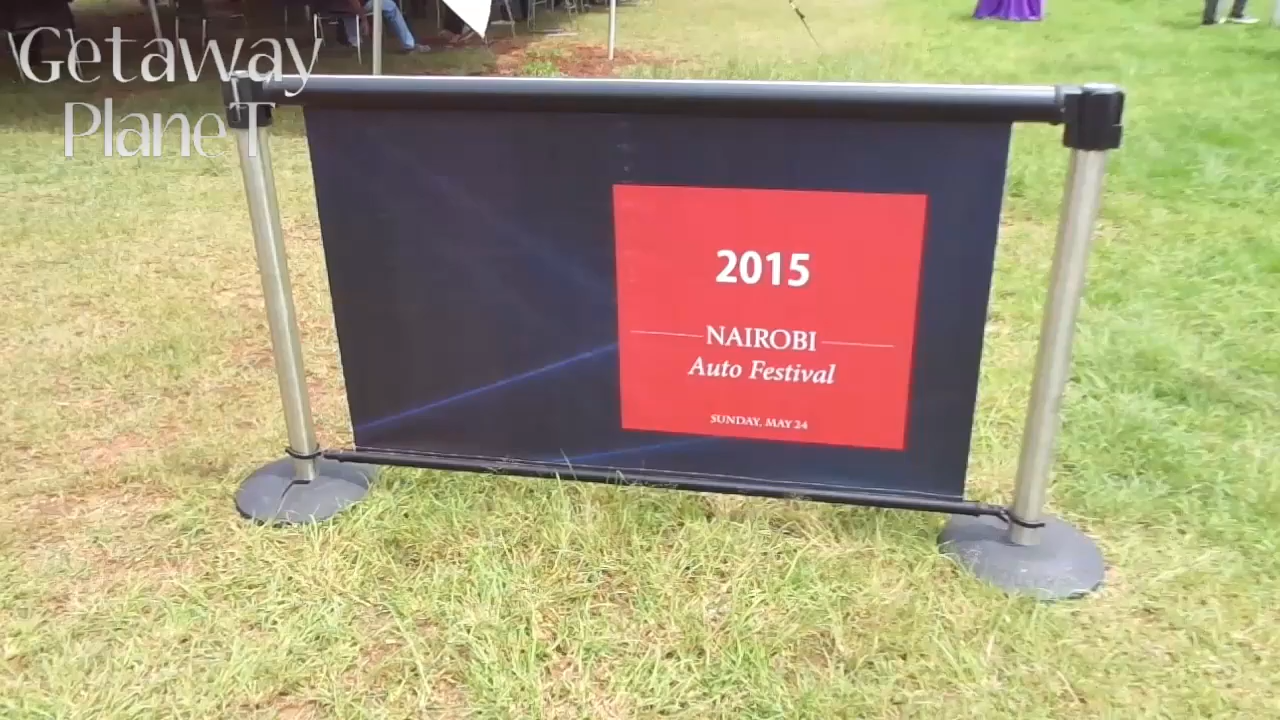 Getaway
PlaneT
2015
NAIROBI
Auto Festival
SUNDAY, MAY 24